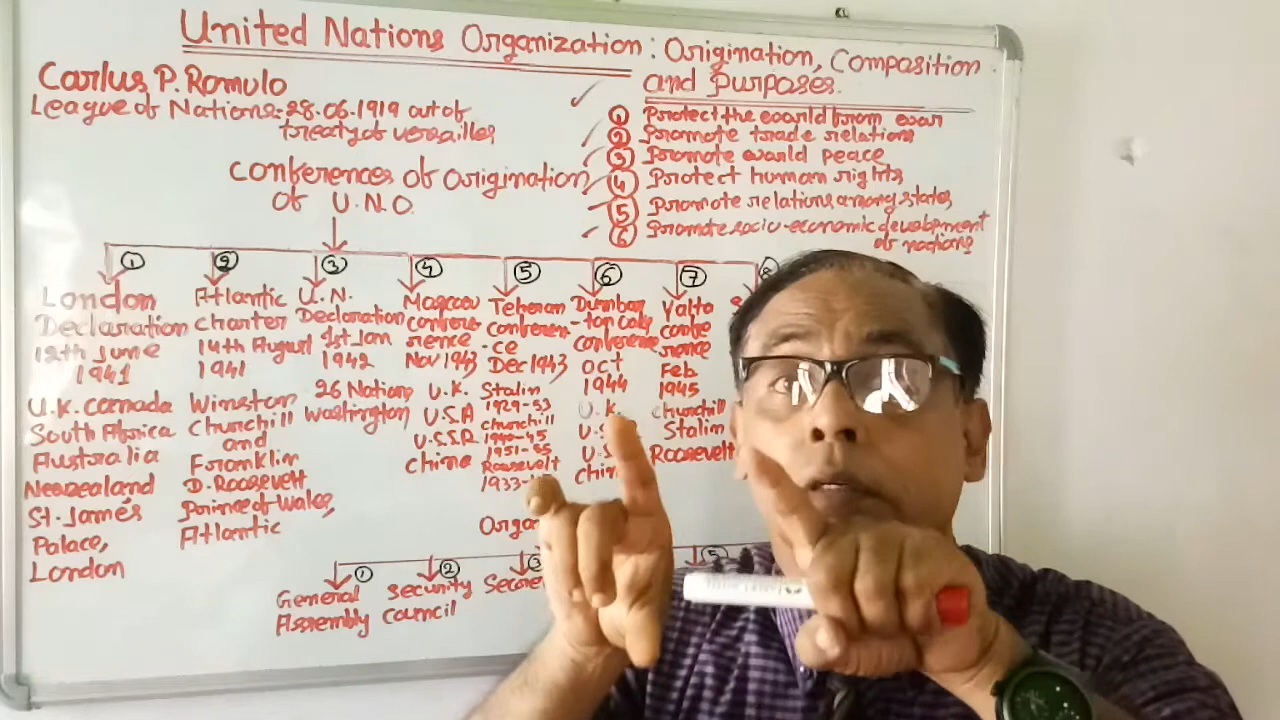 United Nations Organization: Origination, Composition
and Purposes.
Carlus P. Romulo
League of Nations:- 28.06.1919 out of
treaty of versailles
① Protect the world from war
② Promote trade relations
③ Promote world peace
④ Protect human rights
⑤ Promote relations among states
⑥ Promote socio-economic development
of nations
Conferences of Origination
of U.N.O.
①
London
Declaration
12th June
1941
U.K. Canada
South Africa
Australia
Newzealand
St. James
Palace,
London
②
Atlantic
charter
14th August
1941
Winston
Churchill
and
Franklin
D. Roosevelt
Prince of Wales,
Atlantic
③
U.N.
Declaration
1st Jan
1942
26 Nations
Washington
④
Moscow
confere
rence
Nov 1943
U.K.
U.S.A
U.S.S.R
China
⑤
Teheran
conferen
-ce
Dec 1943
Stalin
1929-53
Churchill
1940-45
1951-55
Roosevelt
1933-
⑥
Dumbar
-ton oaks
conference
Oct
1944
U.K.
⑦
Yalta
confe
rence
Feb
1945
Churchill
Stalin
Roosevelt
①
General
Assembly
②
Security
council
③
⑤